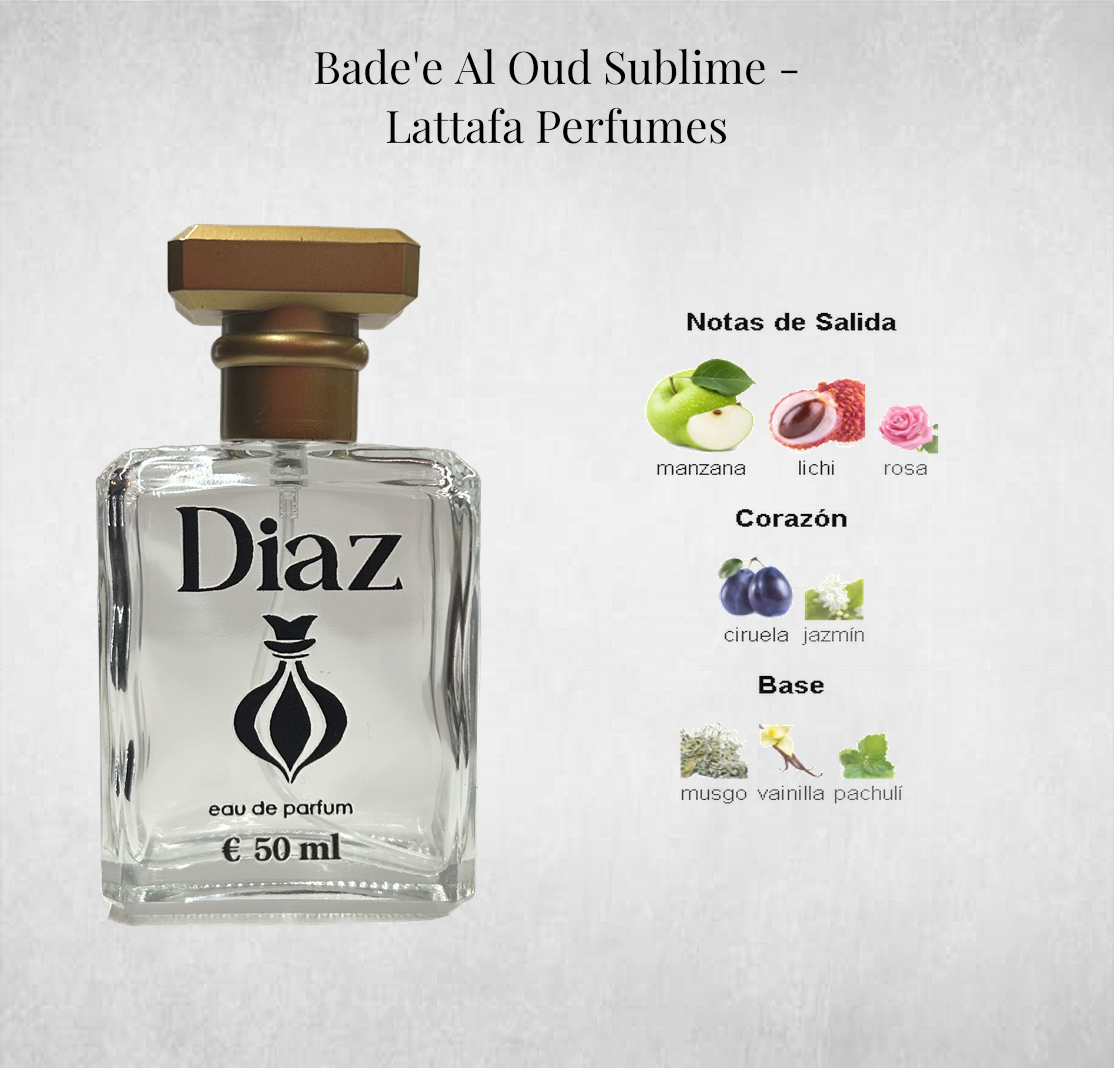 Bade'e Al Oud Sublime -
Lattafa Perfumes
Diaz
eau de parfum
€ 50 ml
Notas de Salida
manzana lichi rosa
Corazón
ciruela jazmín
Base
musgo vainilla pachulí